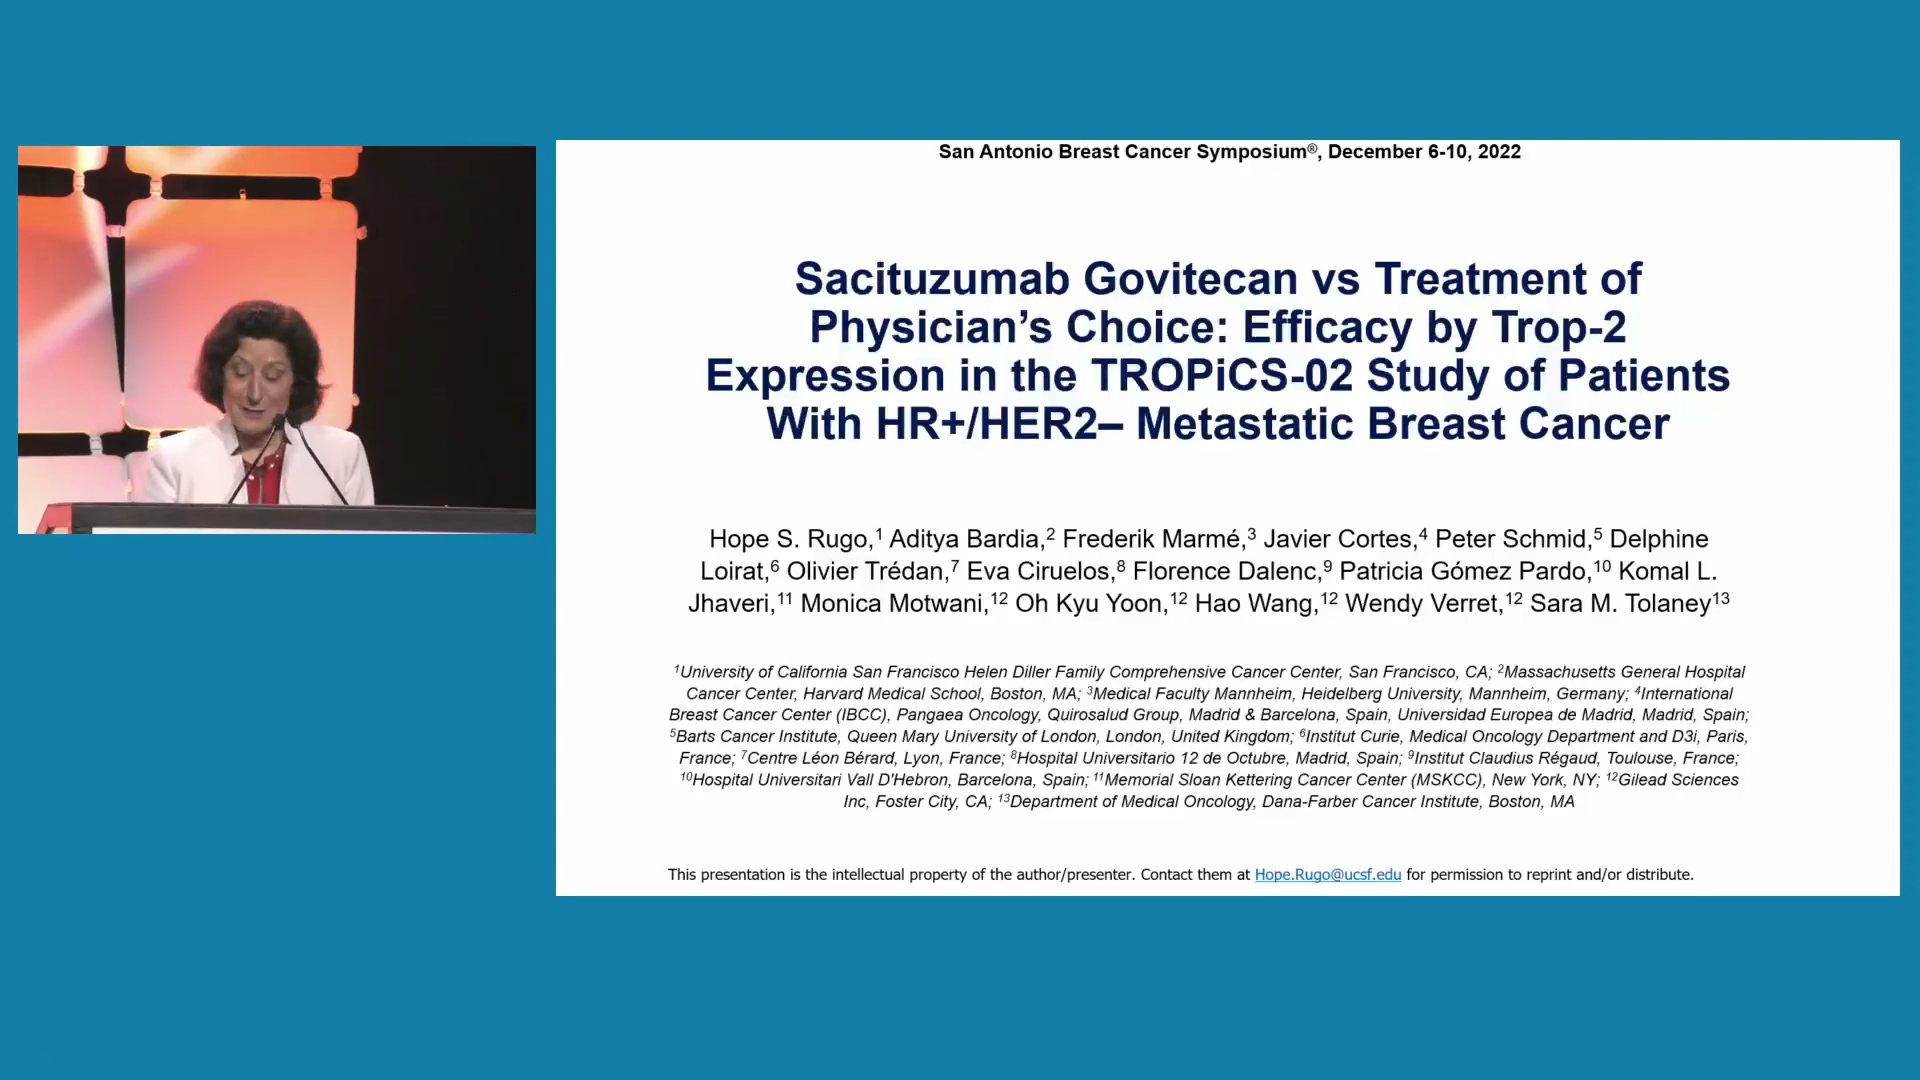 San Antonio Breast Cancer Symposium®, December 6-10, 2022
Sacituzumab Govitecan vs Treatment of
Physician’s Choice: Efficacy by Trop-2
Expression in the TROPiCS-02 Study of Patients
With HR+/HER2– Metastatic Breast Cancer
Hope S. Rugo,¹ Aditya Bardia,² Frederik Marmé,³ Javier Cortes,⁴ Peter Schmid,⁵ Delphine
Loirat,⁶ Olivier Trédan,⁷ Eva Ciruelos,⁸ Florence Dalenc,⁹ Patricia Gómez Pardo,¹⁰ Komal L.
Jhaveri,¹¹ Monica Motwani,¹² Oh Kyu Yoon,¹² Hao Wang,¹² Wendy Verret,¹² Sara M. Tolaney¹³
¹University of California San Francisco Helen Diller Family Comprehensive Cancer Center, San Francisco, CA; ²Massachusetts General Hospital
Cancer Center, Harvard Medical School, Boston, MA; ³Medical Faculty Mannheim, Heidelberg University, Mannheim, Germany; ⁴International
Breast Cancer Center (IBCC), Pangaea Oncology, Quirosalud Group, Madrid & Barcelona, Spain, Universidad Europea de Madrid, Madrid, Spain;
⁵Barts Cancer Institute, Queen Mary University of London, London, United Kingdom; ⁶Institut Curie, Medical Oncology Department and D3i, Paris,
France; ⁷Centre Léon Bérard, Lyon, France; ⁸Hospital Universitario 12 de Octubre, Madrid, Spain; ⁹Institut Claudius Régaud, Toulouse, France;
¹⁰Hospital Universitari Vall D'Hebron, Barcelona, Spain; ¹¹Memorial Sloan Kettering Cancer Center (MSKCC), New York, NY; ¹²Gilead Sciences
Inc, Foster City, CA; ¹³Department of Medical Oncology, Dana-Farber Cancer Institute, Boston, MA
This presentation is the intellectual property of the author/presenter. Contact them at Hope.Rugo@ucsf.edu for permission to reprint and/or distribute.